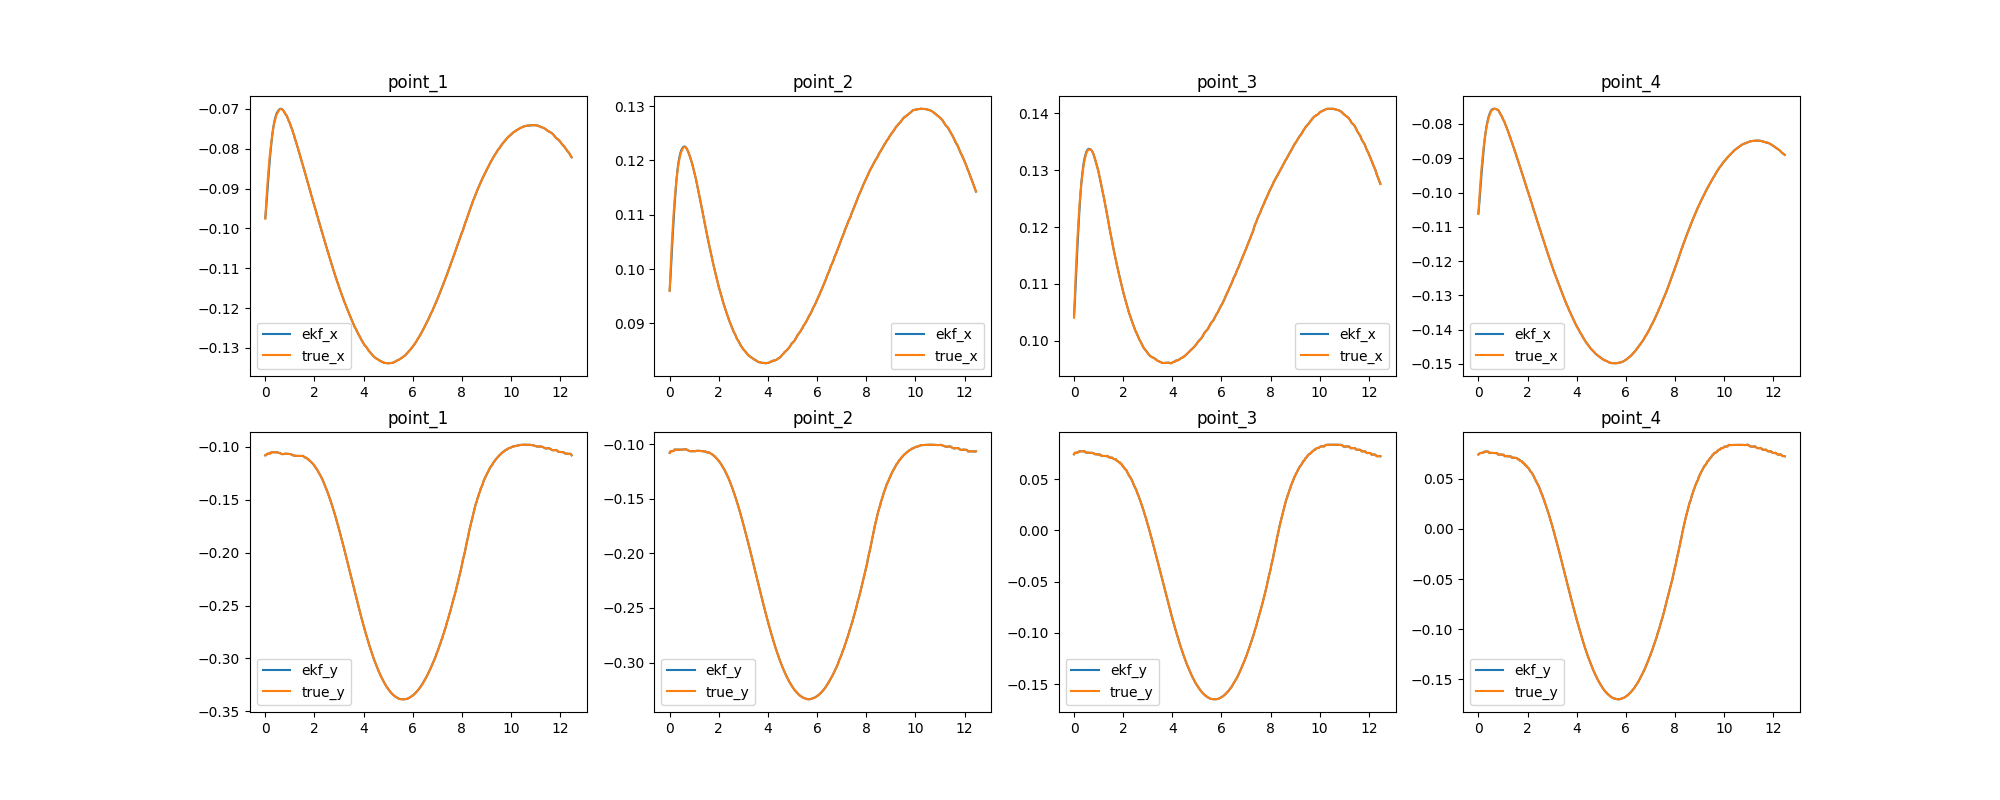 point_1
−0.07
−0.08
−0.09
−0.10
−0.11
−0.12
−0.13
ekf_x
true_x
0 2 4 6 8 10 12
point_2
0.13
0.12
0.11
0.10
0.09
ekf_x
true_x
0 2 4 6 8 10 12
point_3
0.14
0.13
0.12
0.11
0.10
ekf_x
true_x
0 2 4 6 8 10 12
point_4
−0.08
−0.09
−0.10
−0.11
−0.12
−0.13
−0.14
−0.15
ekf_x
true_x
0 2 4 6 8 10 12
point_1
−0.10
−0.15
−0.20
−0.25
−0.30
−0.35
ekf_y
true_y
0 2 4 6 8 10 12
point_2
−0.10
−0.15
−0.20
−0.25
−0.30
ekf_y
true_y
0 2 4 6 8 10 12
point_3
0.05
0.00
−0.05
−0.10
−0.15
ekf_y
true_y
0 2 4 6 8 10 12
point_4
0.05
0.00
−0.05
−0.10
−0.15
ekf_y
true_y
0 2 4 6 8 10 12